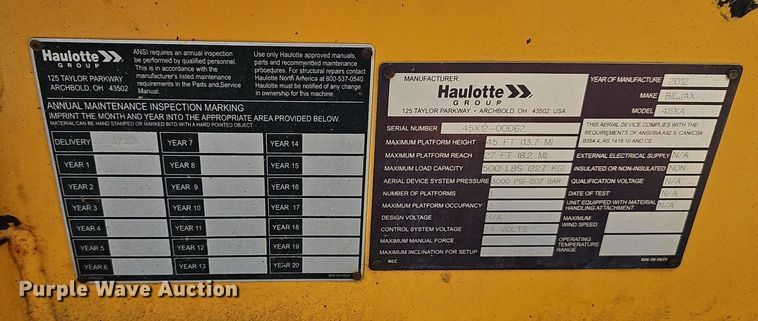 Haulotte
GROUP
125 TAYLOR PARKWAY
ARCHBOLD, OH 43502
ANSI requires an annual inspection
be performed by qualified personnel.
This is in accordance with the
manufacturer's listed maintenance
requirements in the Parts and Service
Manual.
Use only Haulotte approved manuals,
parts and recommended maintenance
procedures. For structural repairs contact
Haulotte North America at 800-537-0540.
Haulotte must be notified of any change
in ownership for this machine.
ANNUAL MAINTENANCE INSPECTION MARKING
IMPRINT THE MONTH AND YEAR INTO THE APPROPRIATE AREA PROVIDED BELOW.
MATERIAL CAN BE HAND STAMPED OR MARKED WITH A HARD POINTED OBJECT.
DELIVERY YEAR 7 YEAR 14
YEAR 1 YEAR 8 YEAR 15
YEAR 2 YEAR 9 YEAR 16
YEAR 3 YEAR 10 YEAR 17
YEAR 4 YEAR 11 YEAR 18
YEAR 5 YEAR 12 YEAR 19
YEAR 6 YEAR 13 YEAR 20
MANUFACTURER:
Haulotte
GROUP
125 TAYLOR PARKWAY • ARCHBOLD, OH 43502 USA
YEAR OF MANUFACTURE 2012
MAKE BILJAX
MODEL 45XA
SERIAL NUMBER 45X12-00062
MAXIMUM PLATFORM HEIGHT 45 FT (13.7 M)
MAXIMUM PLATFORM REACH 27 FT (8.2 M)
MAXIMUM LOAD CAPACITY 500 LBS (227 KG)
AERIAL DEVICE SYSTEM PRESSURE 3000 PSI-207 BAR
NUMBER OF PLATFORMS
MAXIMUM PLATFORM OCCUPANCY 2
DESIGN VOLTAGE N/A
CONTROL SYSTEM VOLTAGE 24 VOLTS
MAXIMUM MANUAL FORCE
MAXIMUM INCLINATION FOR SETUP
THIS AERIAL DEVICE COMPLIES WITH THE
REQUIREMENTS OF ANSI/SIA A92.5, CAN/CSA
B354.4, AS 1418.10 AND CE
EXTERNAL ELECTRICAL SUPPLY N/A
INSULATED OR NON-INSULATED NON
QUALIFICATION VOLTAGE N/A
DATE OF TEST N/A
UNIT EQUIPPED WITH MATERIAL
HANDLING ATTACHMENT. N/A
MAXIMUM
WIND SPEED
OPERATING
TEMPERATURE
RANGE
Purple Wave Auction